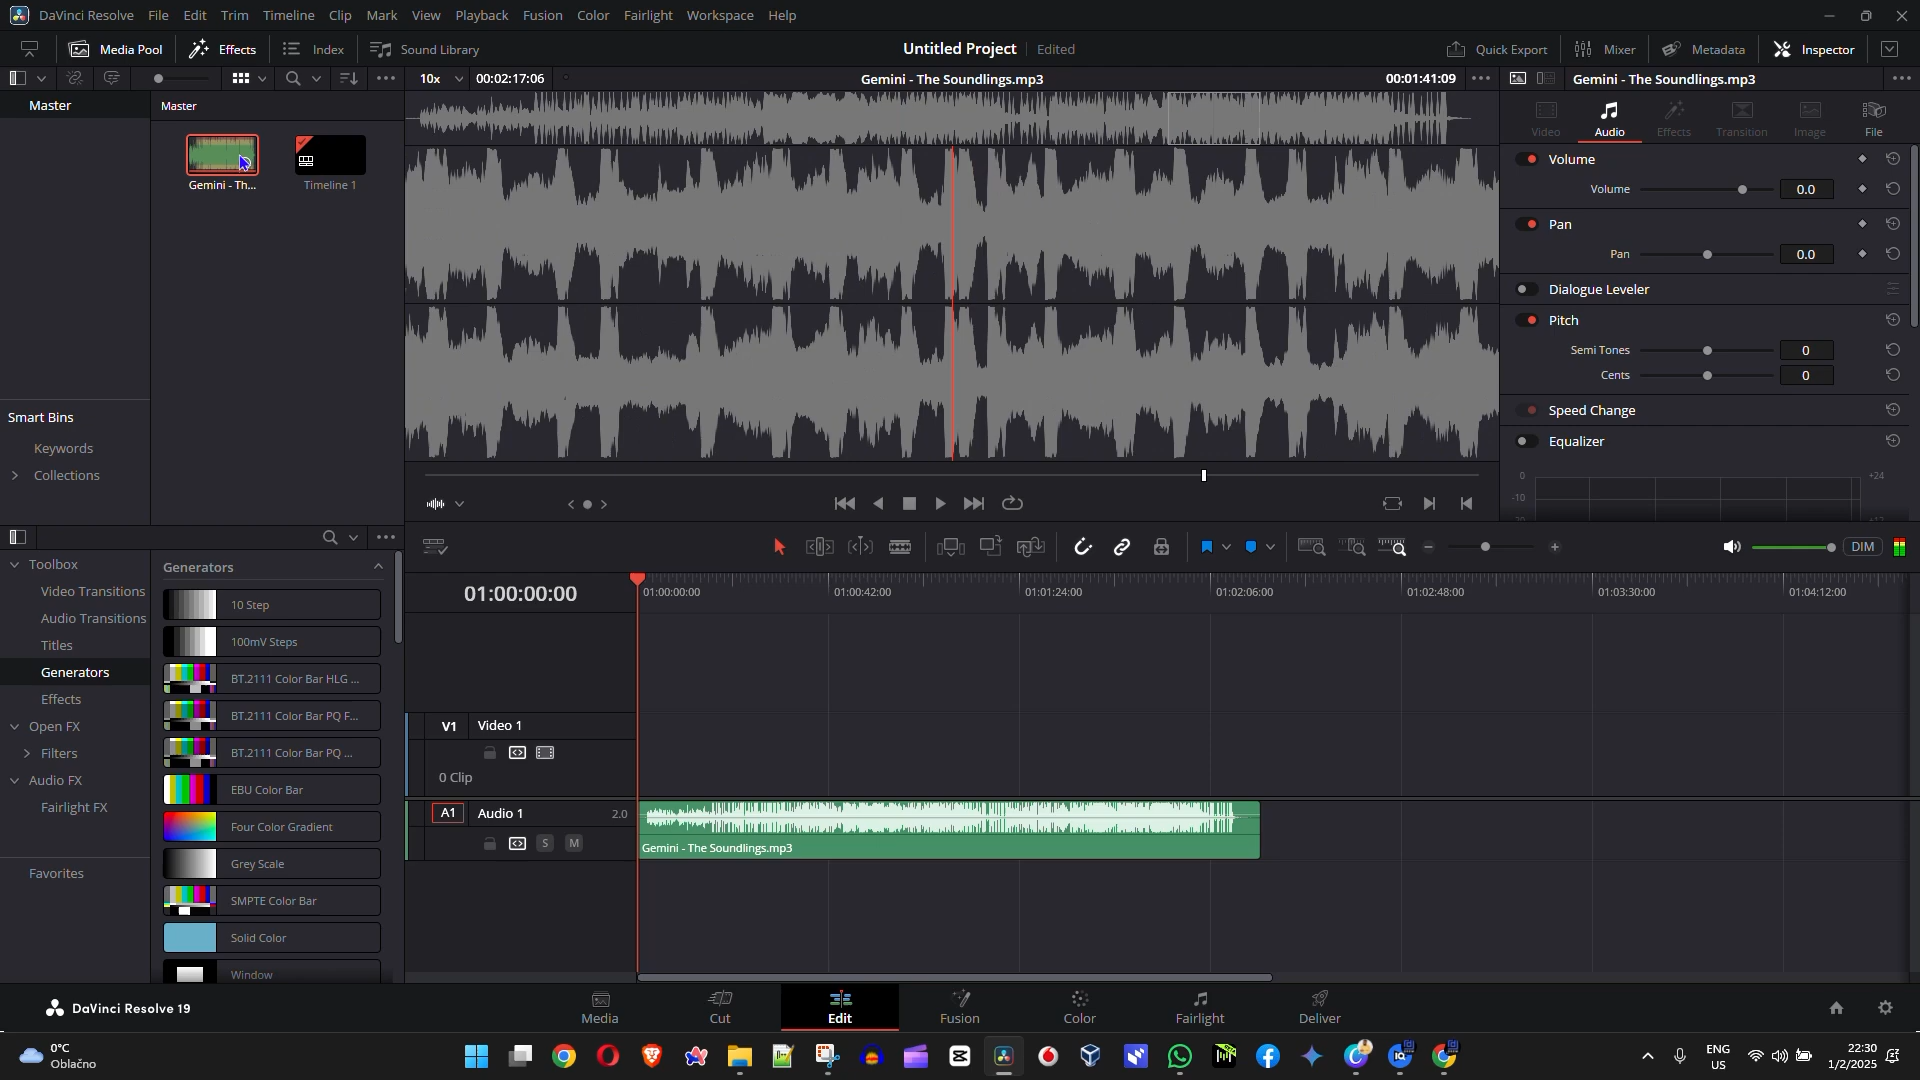 DaVinci Resolve File Edit Trim Timeline Clip Mark View Playback Fusion Color Fairlight Workspace Help
Media Pool Effects Index Sound Library Untitled Project Edited Quick Export Mixer Metadata Inspector
10x 00:02:17:06 Gemini - The Soundlings.mp3 00:01:41:09 Gemini - The Soundlings.mp3
Master Master
Video Audio Effects Transition Image File
Gemini - Th... Timeline 1
Volume
Volume 0.0
Pan
Pan 0.0
Dialogue Leveler
Pitch
Semi Tones 0
Cents 0
Speed Change
Equalizer
0 +24
-10
Smart Bins
Keywords
Collections
DIM
Toolbox
Video Transitions
Audio Transitions
Titles
Generators
Effects
Open FX
Filters
Audio FX
Fairlight FX
Favorites
Generators
10 Step
100mV Steps
BT.2111 Color Bar HLG ...
BT.2111 Color Bar PQ F...
BT.2111 Color Bar PQ ...
EBU Color Bar
Four Color Gradient
Grey Scale
SMPTE Color Bar
Solid Color
Window
01:00:00:00
01:00:00:00 01:00:42:00 01:01:24:00 01:02:06:00 01:02:48:00 01:03:30:00 01:04:12:00
V1 Video 1
0 Clip
A1 Audio 1 2.0
S M
Gemini - The Soundlings.mp3
DaVinci Resolve 19
Media Cut Edit Fusion Color Fairlight Deliver
0°C
Oblačno
ENG
US
22:30
1/2/2025